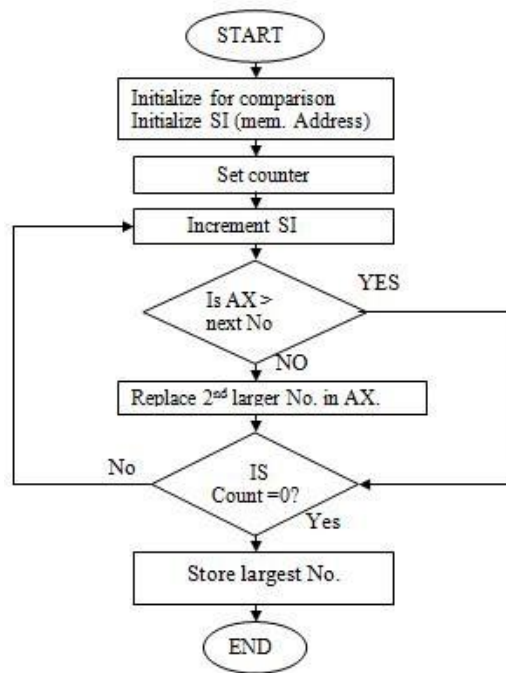 START
Initialize for comparison
Initialize SI (mem. Address)
Set counter
Increment SI
Is AX >
next No
YES
NO
Replace 2nd larger No. in AX.
No
IS
Count =0?
Yes
Store largest No.
END